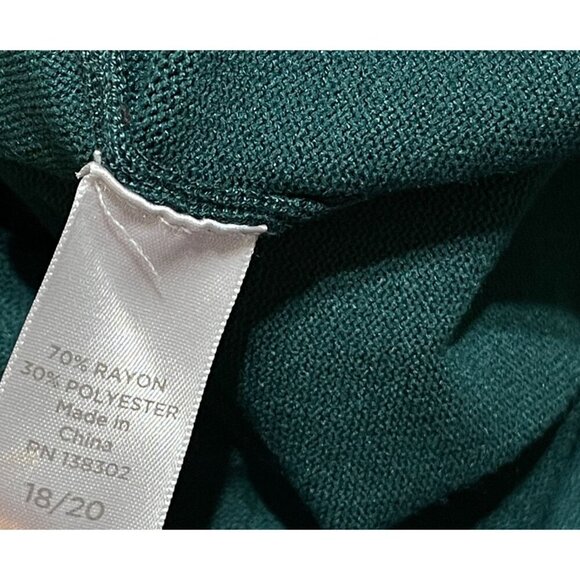 70% RAYON
30% POLYESTER
Made in
China
RN 138302
18/20